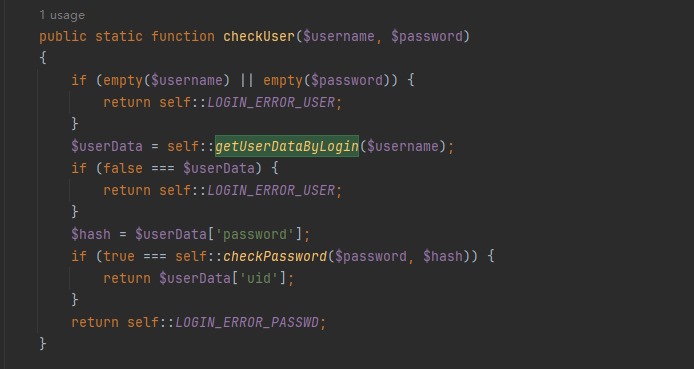 1 usage
public static function checkUser($username, $password)
{
    if (empty($username) || empty($password)) {
        return self::LOGIN_ERROR_USER;
    }
    $userData = self::getUserDataByLogin($username);
    if (false === $userData) {
        return self::LOGIN_ERROR_USER;
    }
    $hash = $userData['password'];
    if (true === self::checkPassword($password, $hash)) {
        return $userData['uid'];
    }
    return self::LOGIN_ERROR_PASSWD;
}